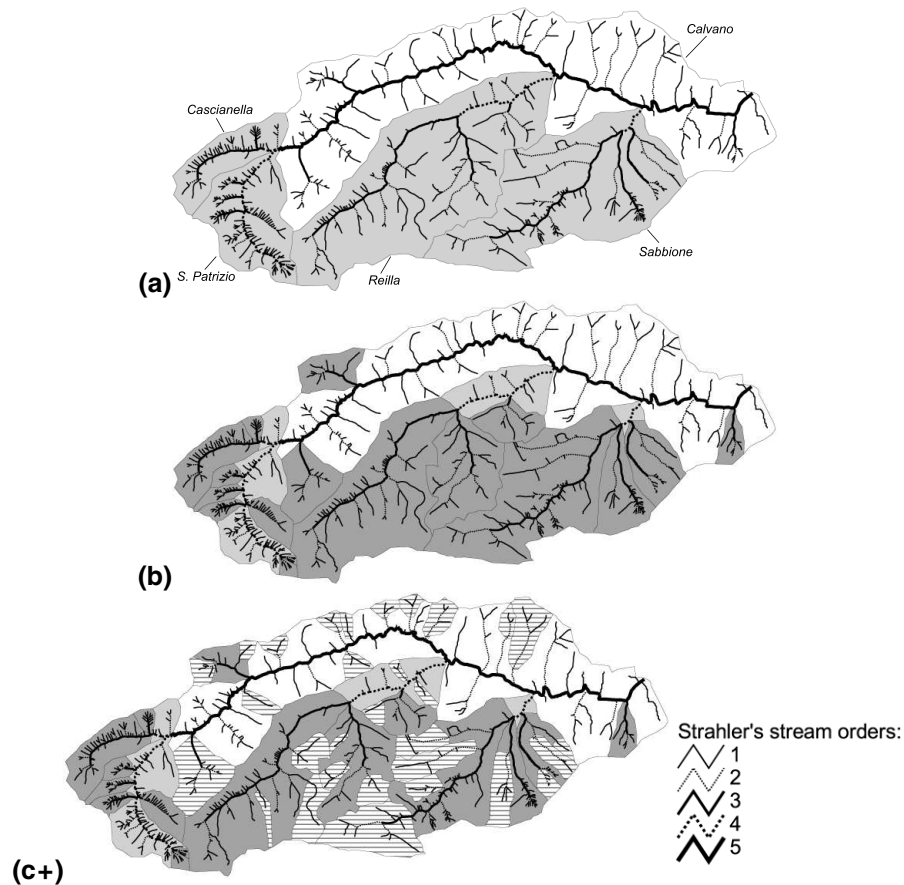 Calvano
Cascianella
Sabbione
S. Patrizio
Reilla
(a)
(b)
Strahler's stream orders:
1
2
3
4
5
(c+)